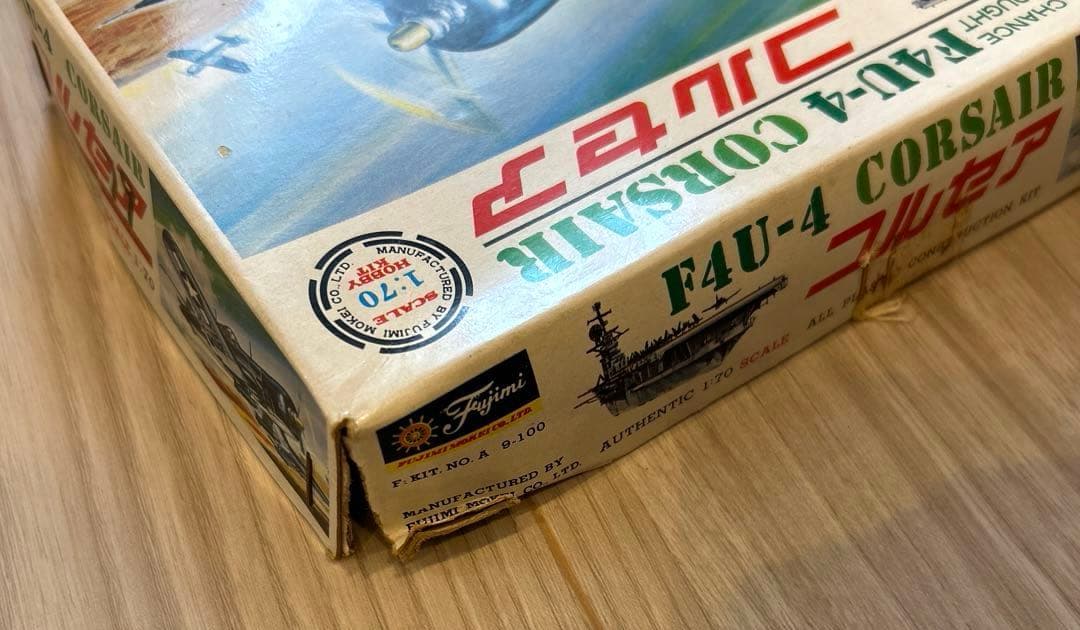 CHANCE
VOUGHT
F4U-4 CORSAIR
コルセア
MANUFACTURED BY FUJIMI MOKEI CO., LTD.
SCALE
1:70
HOBBY
KIT
CORSAIR
コルセア
F4U-4 CORSAIR
コルセア
Fujimi
FUJIMI MOKEI CO., LTD.
F. KIT. NO. A 9-100
MANUFACTURED BY
FUJIMI MOKEI CO. LTD.
AUTHENTIC 1:70 SCALE
ALL CONSTRUCTION KIT